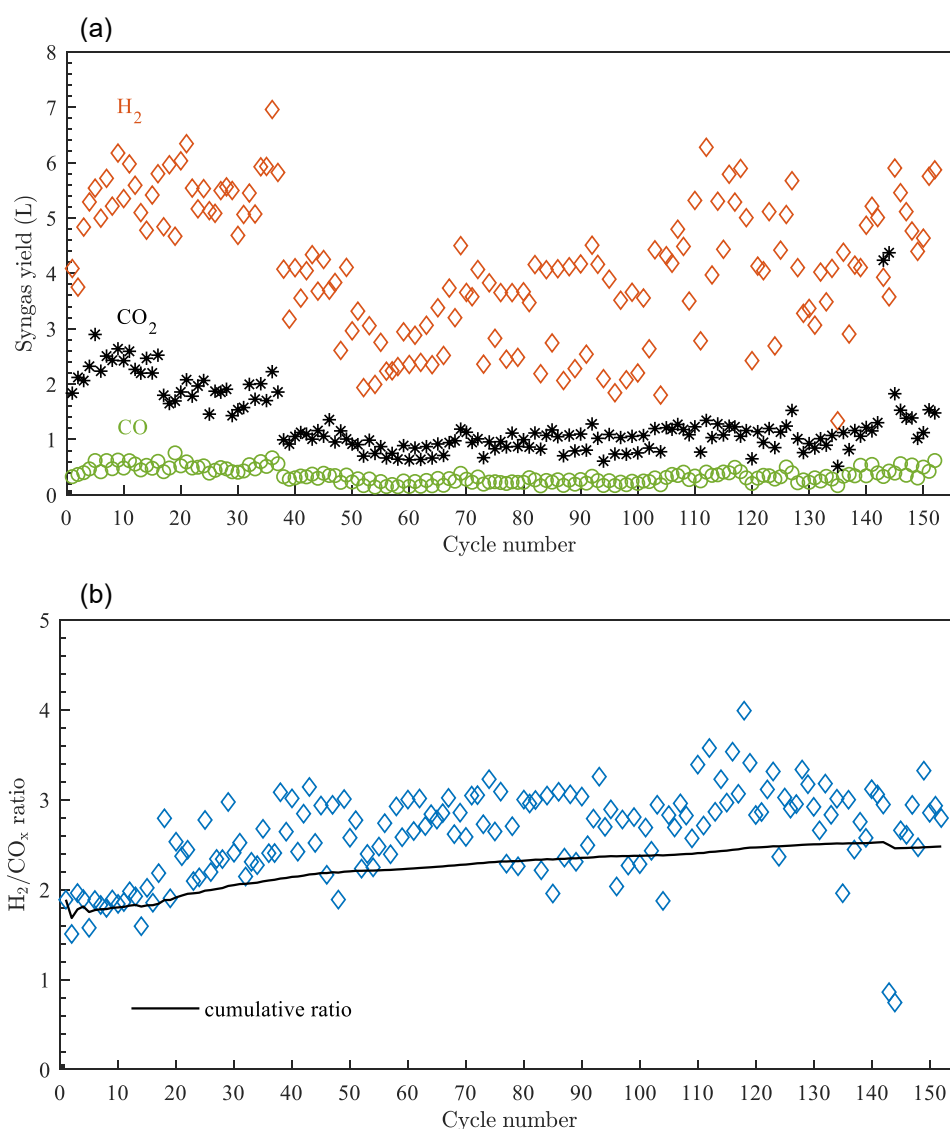 (a)
8
7
6
5
4
3
2
1
0
Syngas yield (L)
H₂
CO₂
CO
0 10 20 30 40 50 60 70 80 90 100 110 120 130 140 150
Cycle number
(b)
5
4
3
2
1
0
H₂/COₓ ratio
cumulative ratio
0 10 20 30 40 50 60 70 80 90 100 110 120 130 140 150
Cycle number